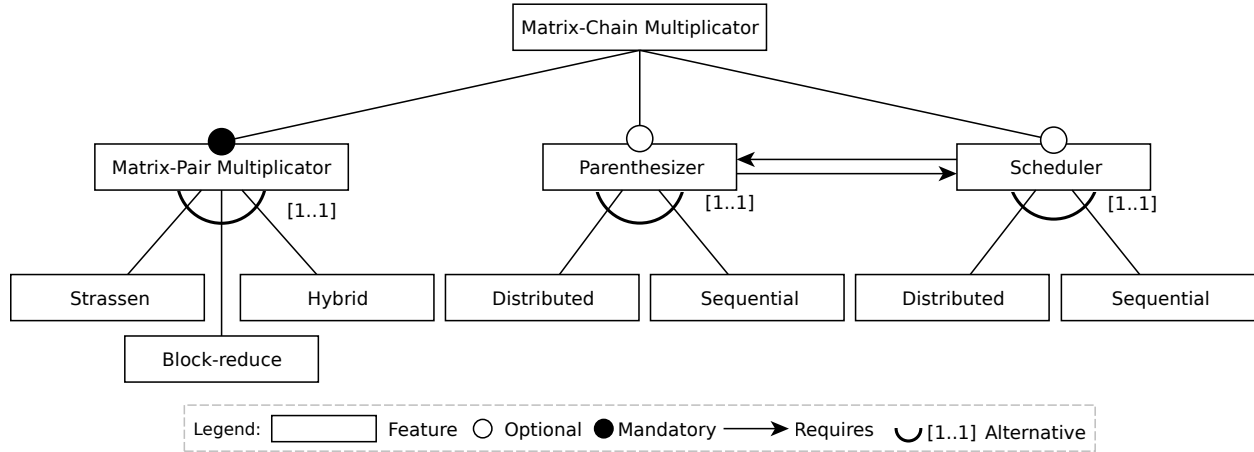 Matrix-Chain Multiplicator
Matrix-Pair Multiplicator
Parenthesizer
Scheduler
[1..1]
[1..1]
[1..1]
Strassen
Hybrid
Distributed
Sequential
Distributed
Sequential
Block-reduce
Legend: Feature Optional Mandatory Requires [1..1] Alternative